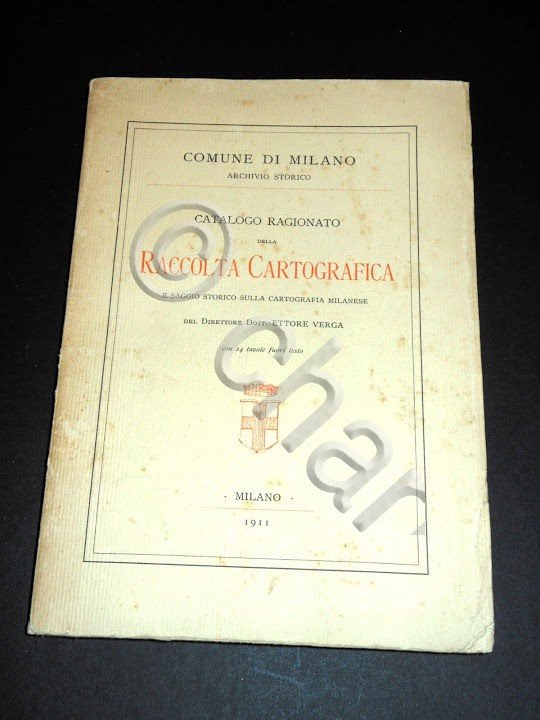 COMUNE DI MILANO
ARCHIVIO STORICO
CATALOGO RAGIONATO
DELLA
RACCOLTA CARTOGRAFICA
E SAGGIO STORICO SULLA CARTOGRAFIA MILANESE
DEL DIRETTORE DOTT. ETTORE VERGA
con 14 tavole fuori testo
· MILANO ·
1911
© chan